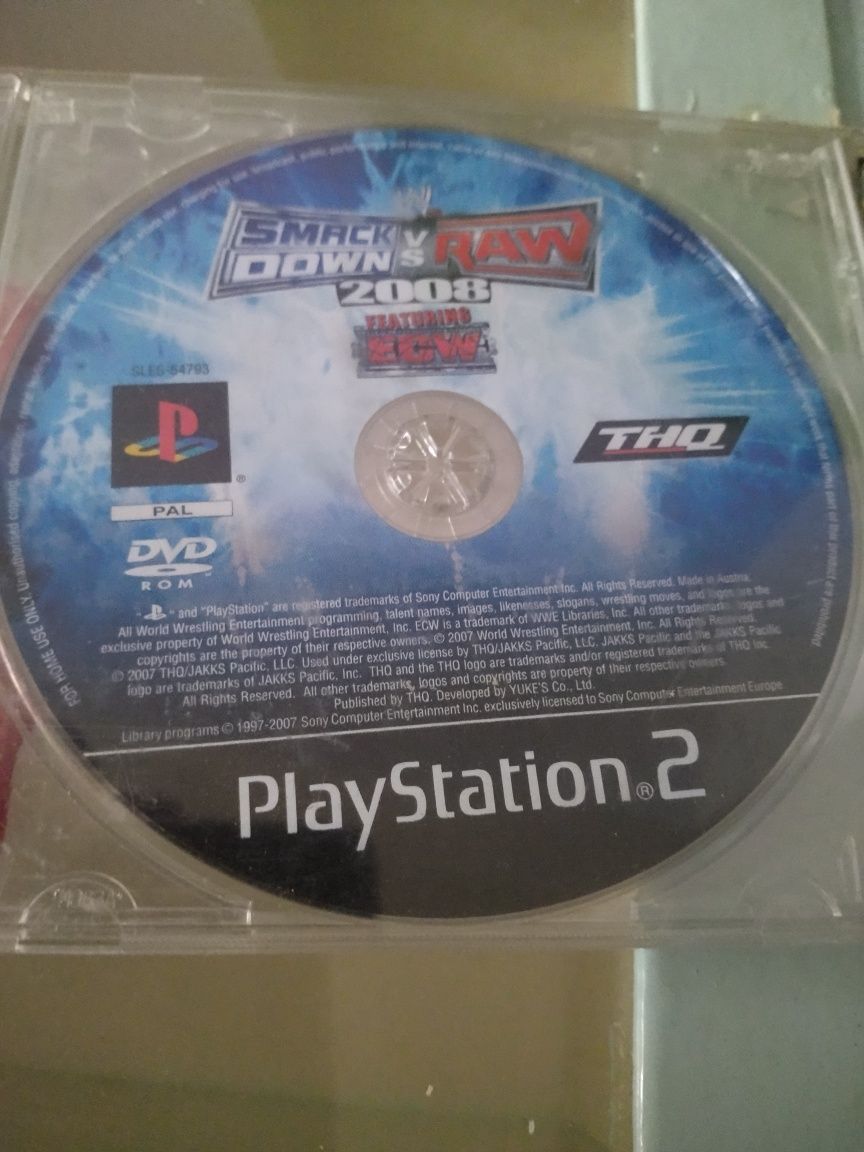 SMACK DOWN VS RAW
2008
FEATURING
ECW
SLES-54793
THQ
PAL
DVD
ROM
" " and "PlayStation" are registered trademarks of Sony Computer Entertainment Inc. All Rights Reserved. Made in Austria.
All World Wrestling Entertainment programming, talent names, images, likenesses, slogans, wrestling moves, and logos are the
exclusive property of World Wrestling Entertainment, Inc. ECW is a trademark of WWE Libraries, Inc. All other trademarks, logos and
copyrights are the property of their respective owners. © 2007 World Wrestling Entertainment, Inc. All Rights Reserved.
© 2007 THQ/JAKKS Pacific, LLC. Used under exclusive license by THQ/JAKKS Pacific, LLC. JAKKS Pacific and the JAKKS Pacific
logo are trademarks of JAKKS Pacific, Inc. THQ and the THQ logo are trademarks and/or registered trademarks of THQ Inc.
All Rights Reserved. All other trademarks, logos and copyrights are property of their respective owners.
Published by THQ. Developed by YUKE'S Co., Ltd.
Library programs © 1997-2007 Sony Computer Entertainment Inc. exclusively licensed to Sony Computer Entertainment Europe
FOR HOME USE ONLY. Unauthorised copying,
PlayStation®2